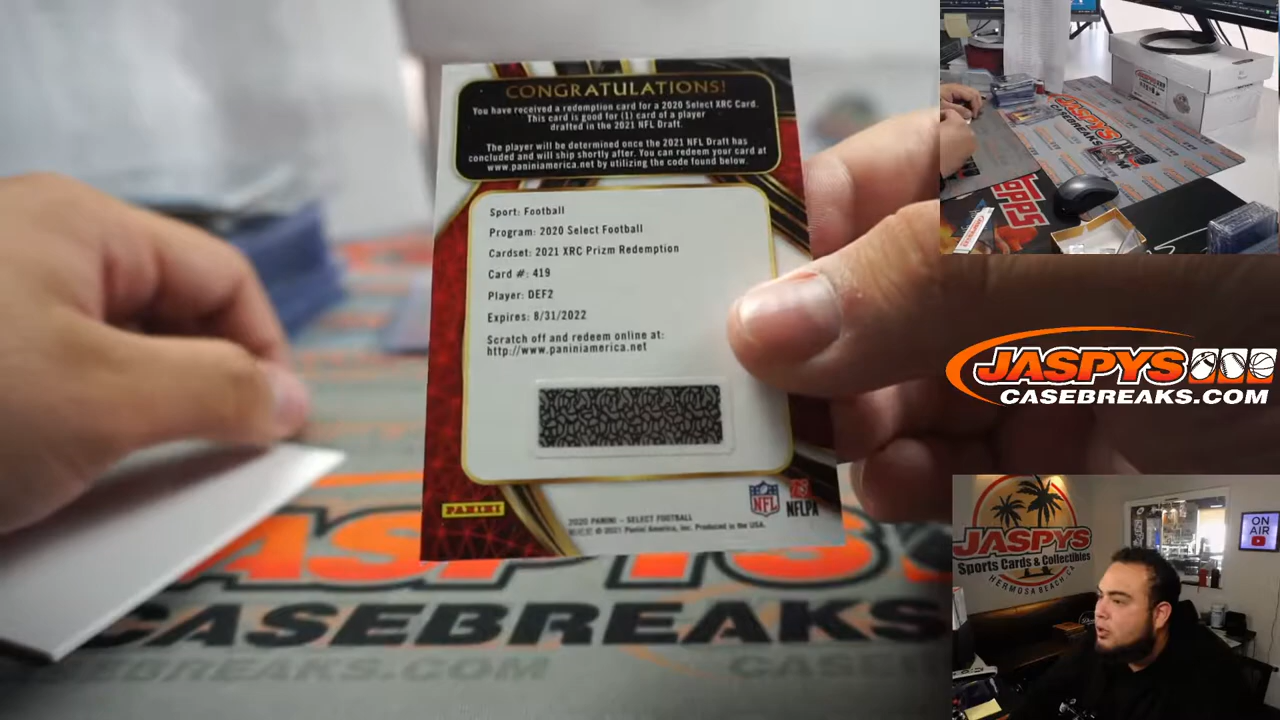 CONGRATULATIONS!
You have received a redemption card for a 2020 Select XRC Card.
This card is good for (1) card of a player
drafted in the 2021 NFL Draft.
The player will be determined once the 2021 NFL Draft has
concluded and will ship shortly after. You can redeem your card at
www.paniniamerica.net by utilizing the code found below.
Sport: Football
Program: 2020 Select Football
Cardset: 2021 XRC Prizm Redemption
Card #: 419
Player: DEF2
Expires: 8/31/2022
Scratch off and redeem online at:
http://www.paniniamerica.net
PANINI
NFL
NFLPA
2020 PANINI - SELECT FOOTBALL
© 2021 Panini America, Inc. Produced in the USA.
JASPYS
CASEBREAKS
CASEBREAKS.COM
JASPYS
CASEBREAKS
TOPPS
JASPYS
CASEBREAKS.COM
JASPYS
Sports Cards & Collectibles
HERMOSA BEACH, CA
ON
AIR